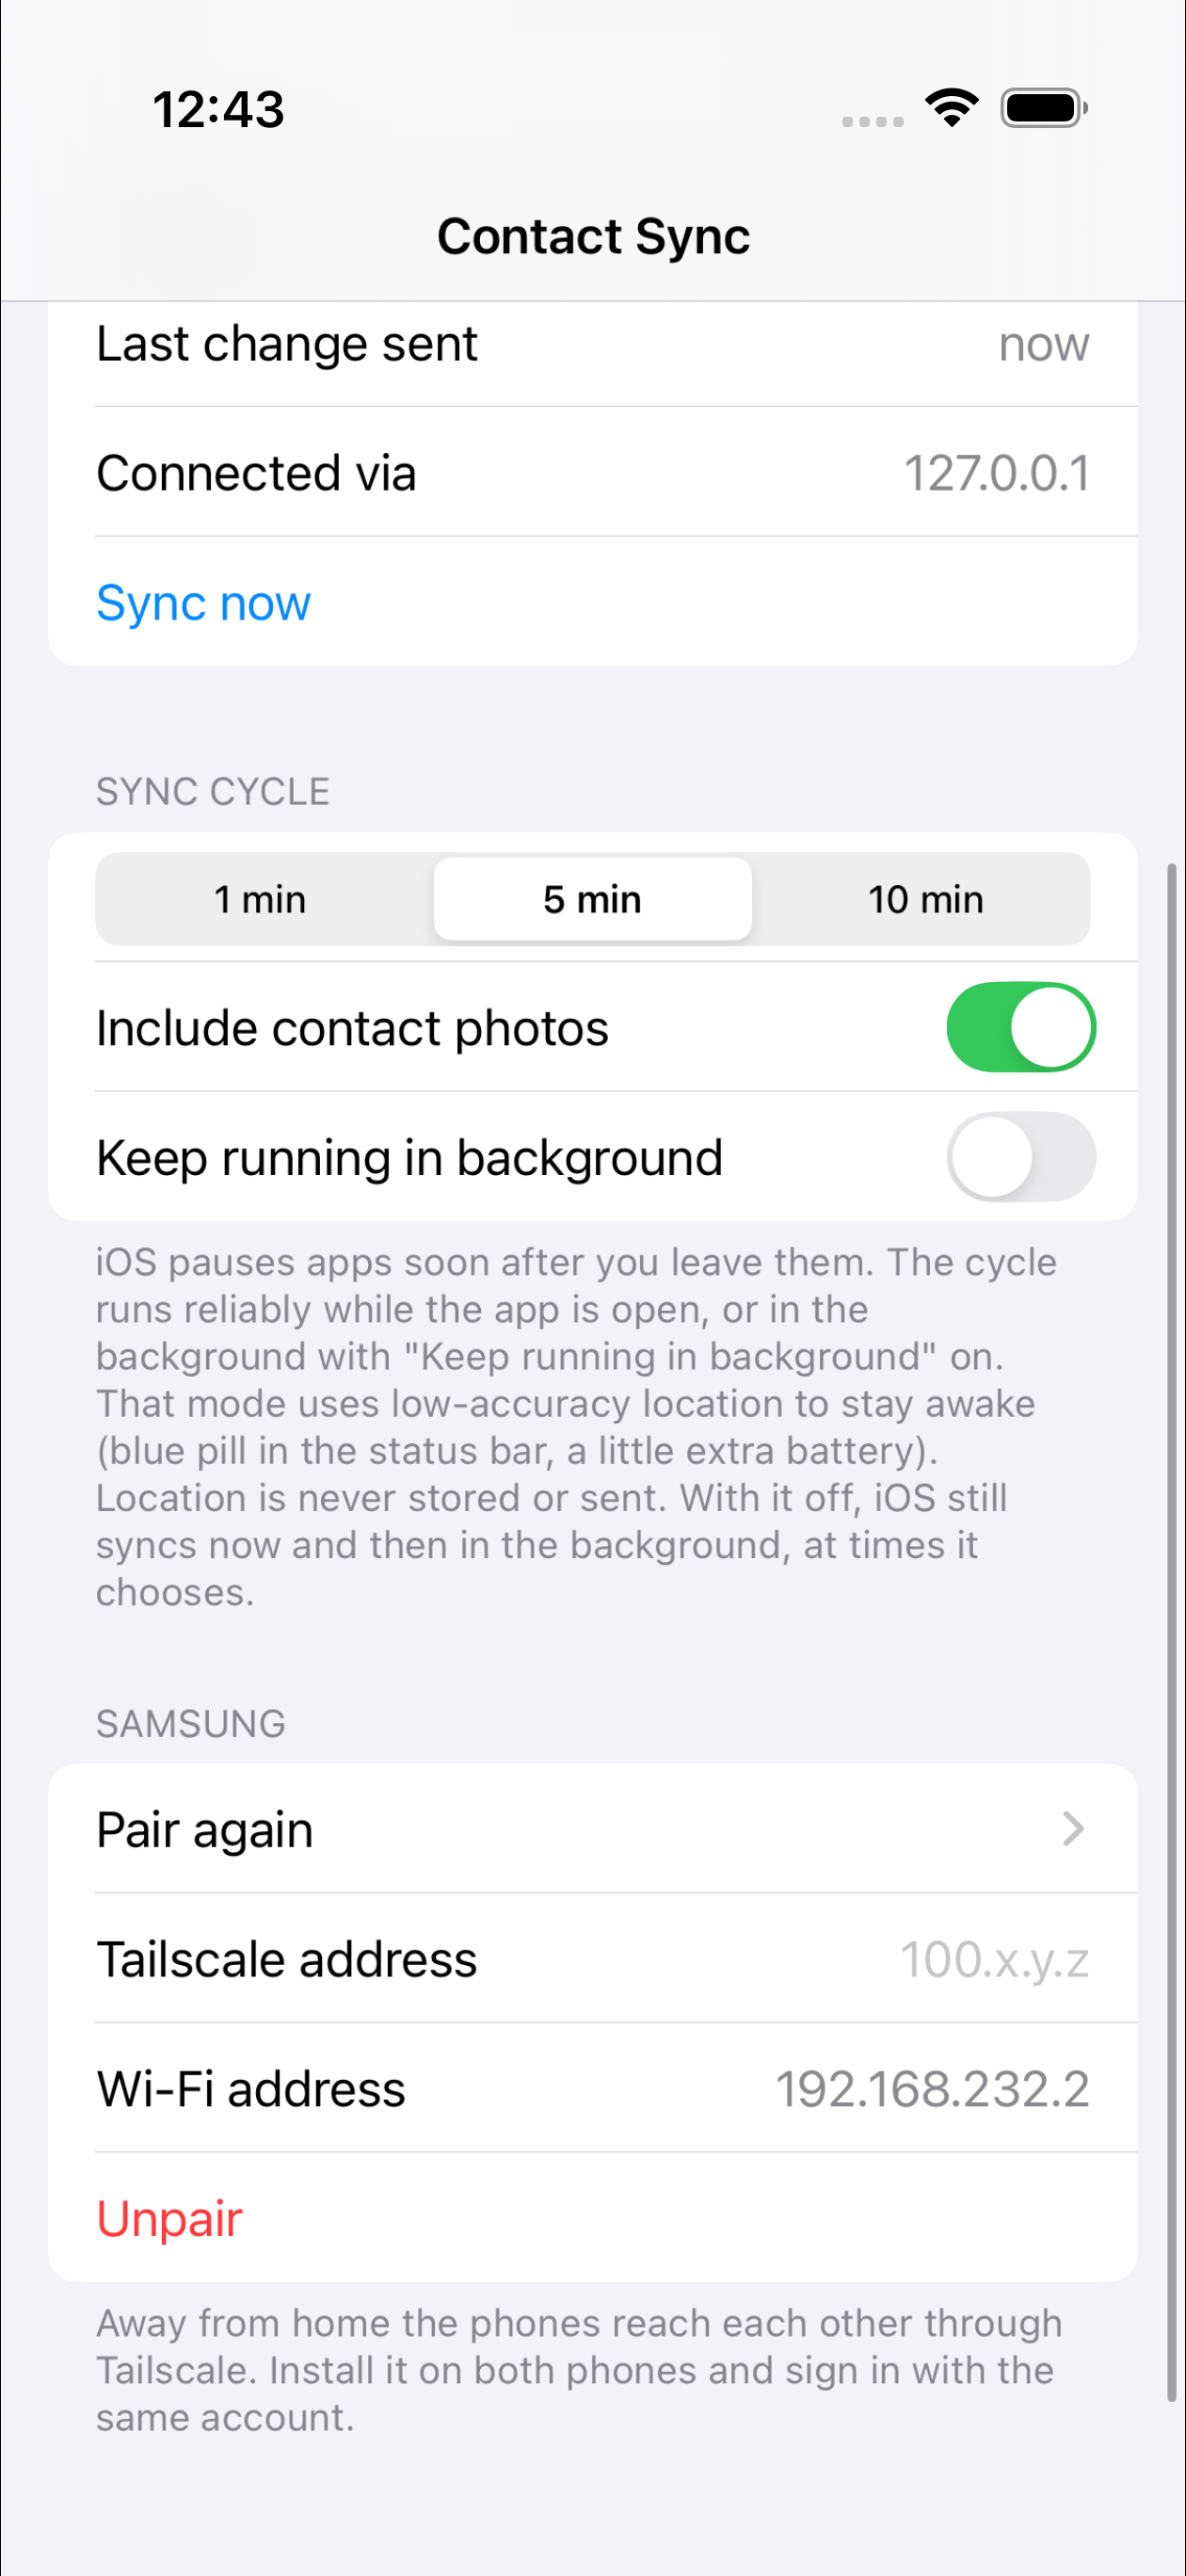 12:43
Contact Sync
Last change sent
now
Connected via
127.0.0.1
Sync now
SYNC CYCLE
1 min
5 min
10 min
Include contact photos
Keep running in background
iOS pauses apps soon after you leave them. The cycle
runs reliably while the app is open, or in the
background with "Keep running in background" on.
That mode uses low-accuracy location to stay awake
(blue pill in the status bar, a little extra battery).
Location is never stored or sent. With it off, iOS still
syncs now and then in the background, at times it
chooses.
SAMSUNG
Pair again
Tailscale address
100.x.y.z
Wi-Fi address
192.168.232.2
Unpair
Away from home the phones reach each other through
Tailscale. Install it on both phones and sign in with the
same account.